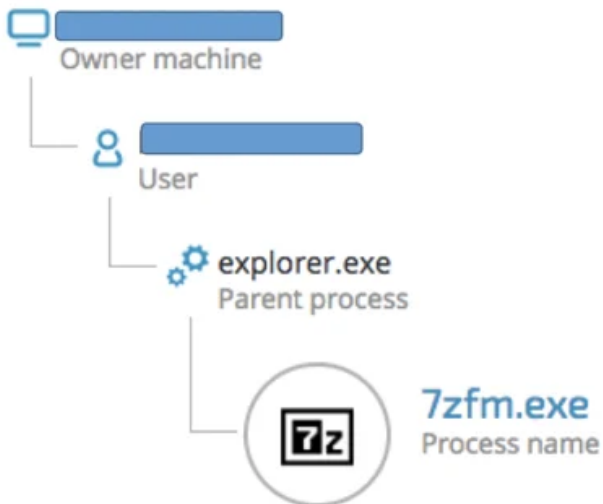 Owner machine
User
explorer.exe
Parent process
7z
7zfm.exe
Process name